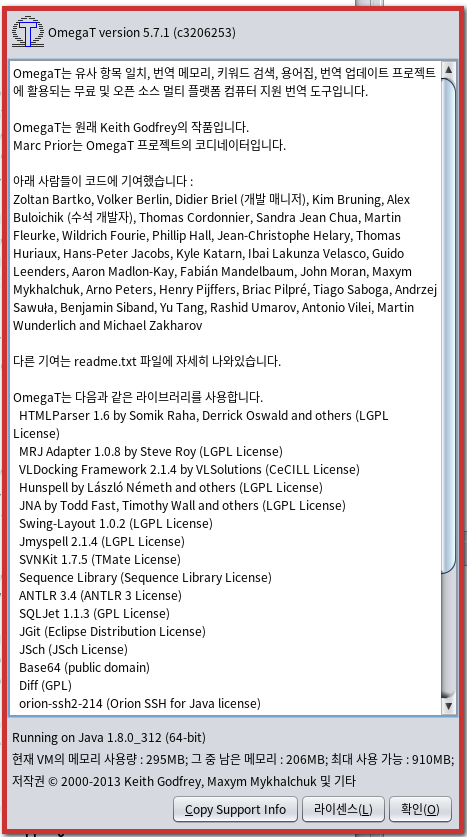 OmegaT version 5.7.1 (c3206253)
OmegaT는 유사 항목 일치, 번역 메모리, 키워드 검색, 용어집, 번역 업데이트 프로젝트
에 활용되는 무료 및 오픈 소스 멀티 플랫폼 컴퓨터 지원 번역 도구입니다.
OmegaT는 원래 Keith Godfrey의 작품입니다.
Marc Prior는 OmegaT 프로젝트의 코디네이터입니다.
아래 사람들이 코드에 기여했습니다 :
Zoltan Bartko, Volker Berlin, Didier Briel (개발 매니저), Kim Bruning, Alex
Buloichik (수석 개발자), Thomas Cordonnier, Sandra Jean Chua, Martin
Fleurke, Wildrich Fourie, Phillip Hall, Jean-Christophe Helary, Thomas
Huriaux, Hans-Peter Jacobs, Kyle Katarn, Ibai Lakunza Velasco, Guido
Leenders, Aaron Madlon-Kay, Fabián Mandelbaum, John Moran, Maxym
Mykhalchuk, Arno Peters, Henry Pijffers, Briac Pilpré, Tiago Saboga, Andrzej
Sawuła, Benjamin Siband, Yu Tang, Rashid Umarov, Antonio Vilei, Martin
Wunderlich and Michael Zakharov
다른 기여는 readme.txt 파일에 자세히 나와있습니다.
OmegaT는 다음과 같은 라이브러리를 사용합니다.
HTMLParser 1.6 by Somik Raha, Derrick Oswald and others (LGPL
License)
MRJ Adapter 1.0.8 by Steve Roy (LGPL License)
VLDocking Framework 2.1.4 by VLSolutions (CeCILL License)
Hunspell by László Németh and others (LGPL License)
JNA by Todd Fast, Timothy Wall and others (LGPL License)
Swing-Layout 1.0.2 (LGPL License)
Jmyspell 2.1.4 (LGPL License)
SVNKit 1.7.5 (TMate License)
Sequence Library (Sequence Library License)
ANTLR 3.4 (ANTLR 3 License)
SQLJet 1.1.3 (GPL License)
JGit (Eclipse Distribution License)
JSch (JSch License)
Base64 (public domain)
Diff (GPL)
orion-ssh2-214 (Orion SSH for Java license)
Running on Java 1.8.0_312 (64-bit)
현재 VM의 메모리 사용량 : 295MB; 그 중 남은 메모리 : 206MB; 최대 사용 가능 : 910MB;
저작권 © 2000-2013 Keith Godfrey, Maxym Mykhalchuk 및 기타
Copy Support Info 라이센스(L) 확인(O)